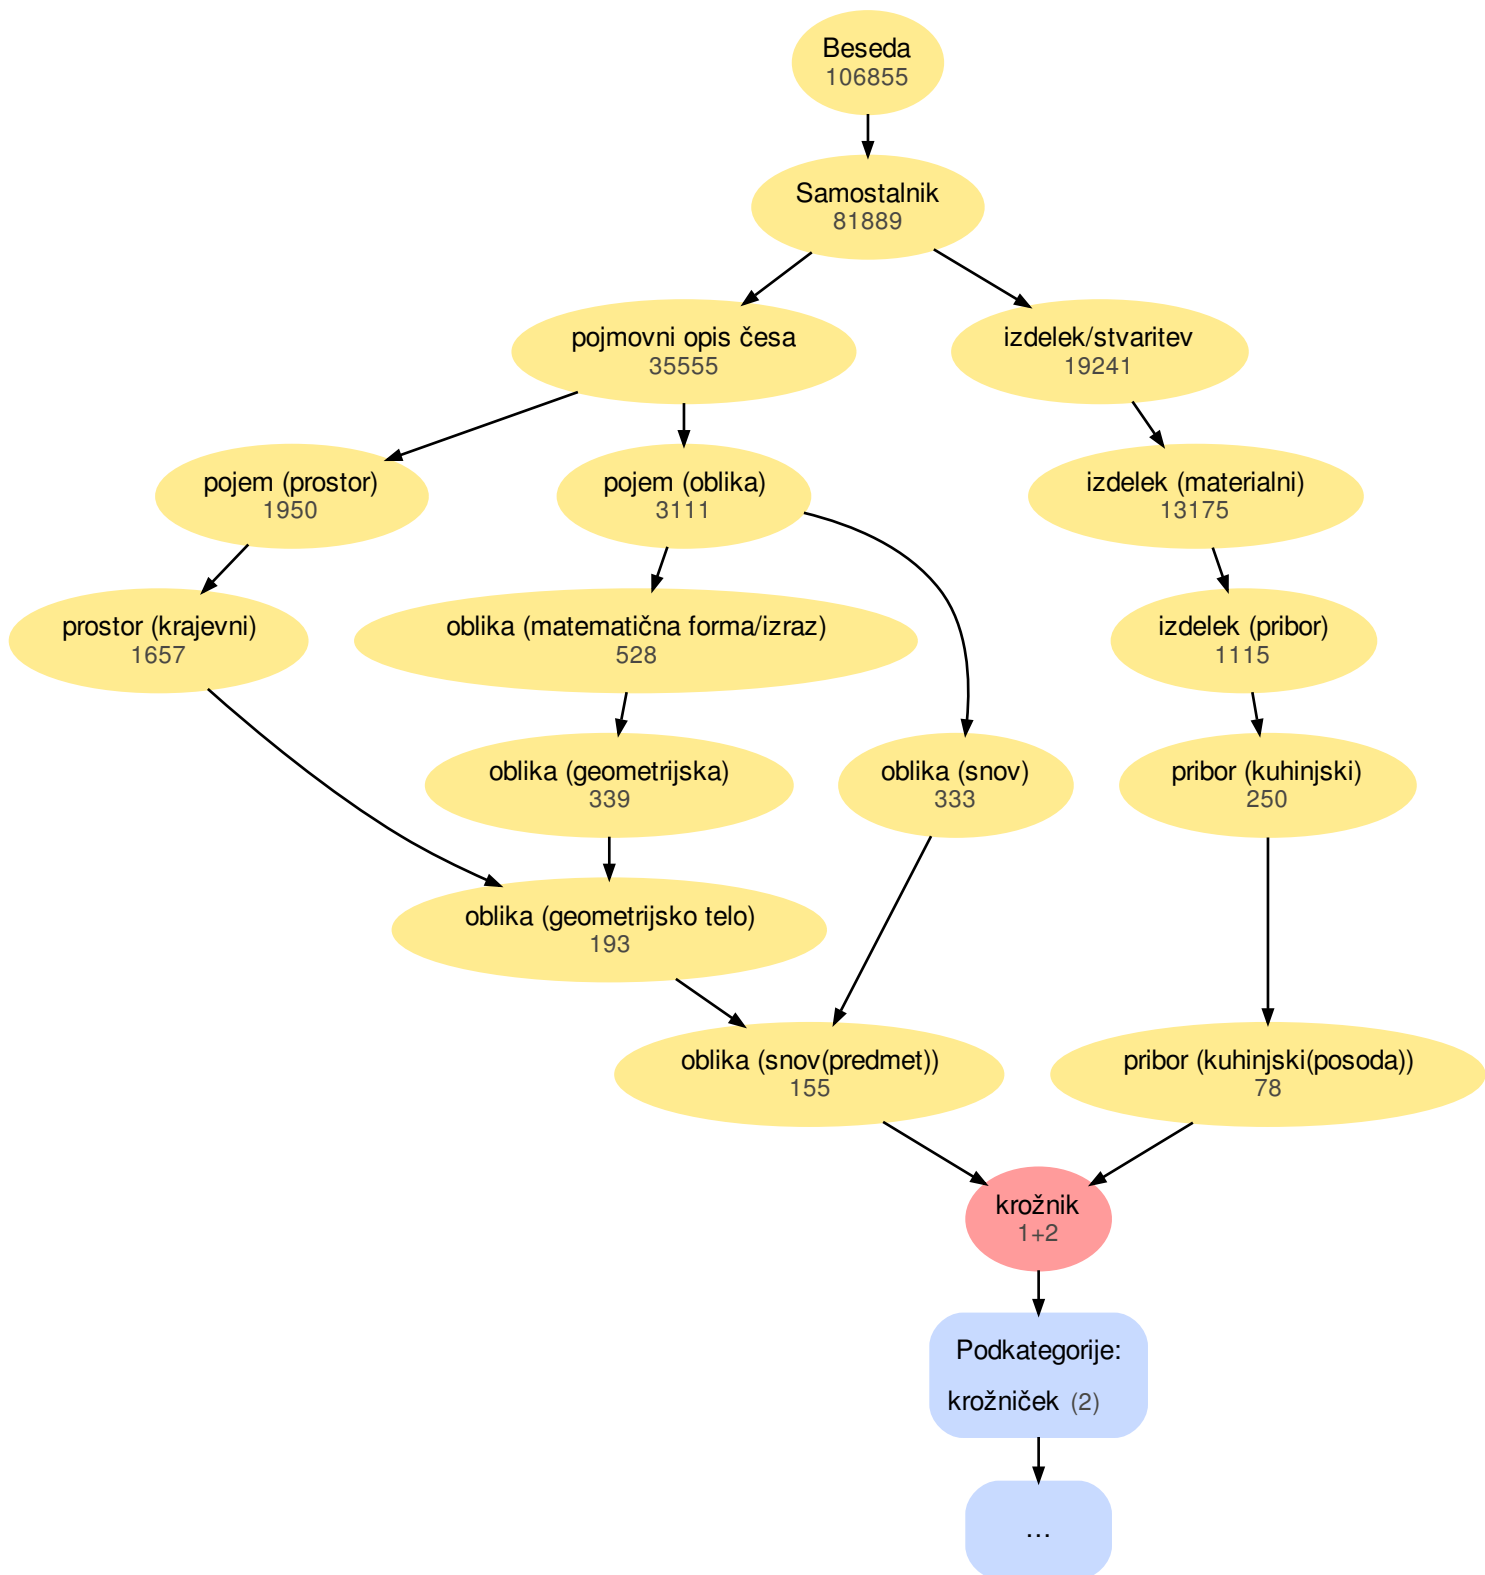 Beseda
106855
Samostalnik
81889
pojmovni opis česa
35555
izdelek/stvaritev
19241
pojem (prostor)
1950
pojem (oblika)
3111
izdelek (materialni)
13175
prostor (krajevni)
1657
oblika (matematična forma/izraz)
528
izdelek (pribor)
1115
oblika (geometrijska)
339
oblika (snov)
333
pribor (kuhinjski)
250
oblika (geometrijsko telo)
193
oblika (snov(predmet))
155
pribor (kuhinjski(posoda))
78
krožnik
1+2
Podkategorije:
krožniček (2)
...